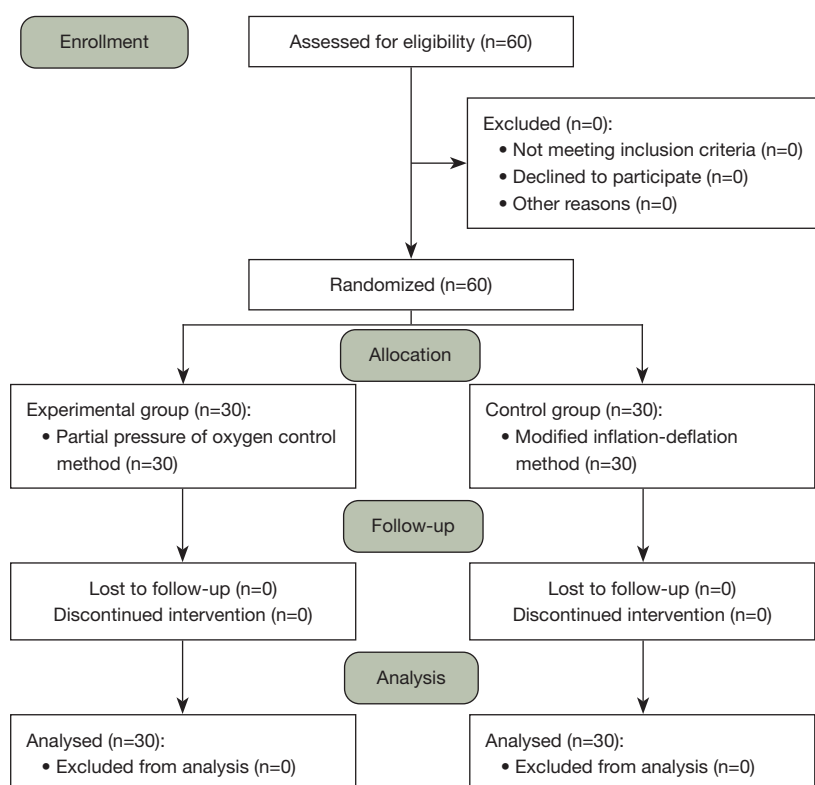 Enrollment
Assessed for eligibility (n=60)
Excluded (n=0):
• Not meeting inclusion criteria (n=0)
• Declined to participate (n=0)
• Other reasons (n=0)
Randomized (n=60)
Allocation
Experimental group (n=30):
• Partial pressure of oxygen control
method (n=30)
Control group (n=30):
• Modified inflation-deflation
method (n=30)
Follow-up
Lost to follow-up (n=0)
Discontinued intervention (n=0)
Lost to follow-up (n=0)
Discontinued intervention (n=0)
Analysis
Analysed (n=30):
• Excluded from analysis (n=0)
Analysed (n=30):
• Excluded from analysis (n=0)